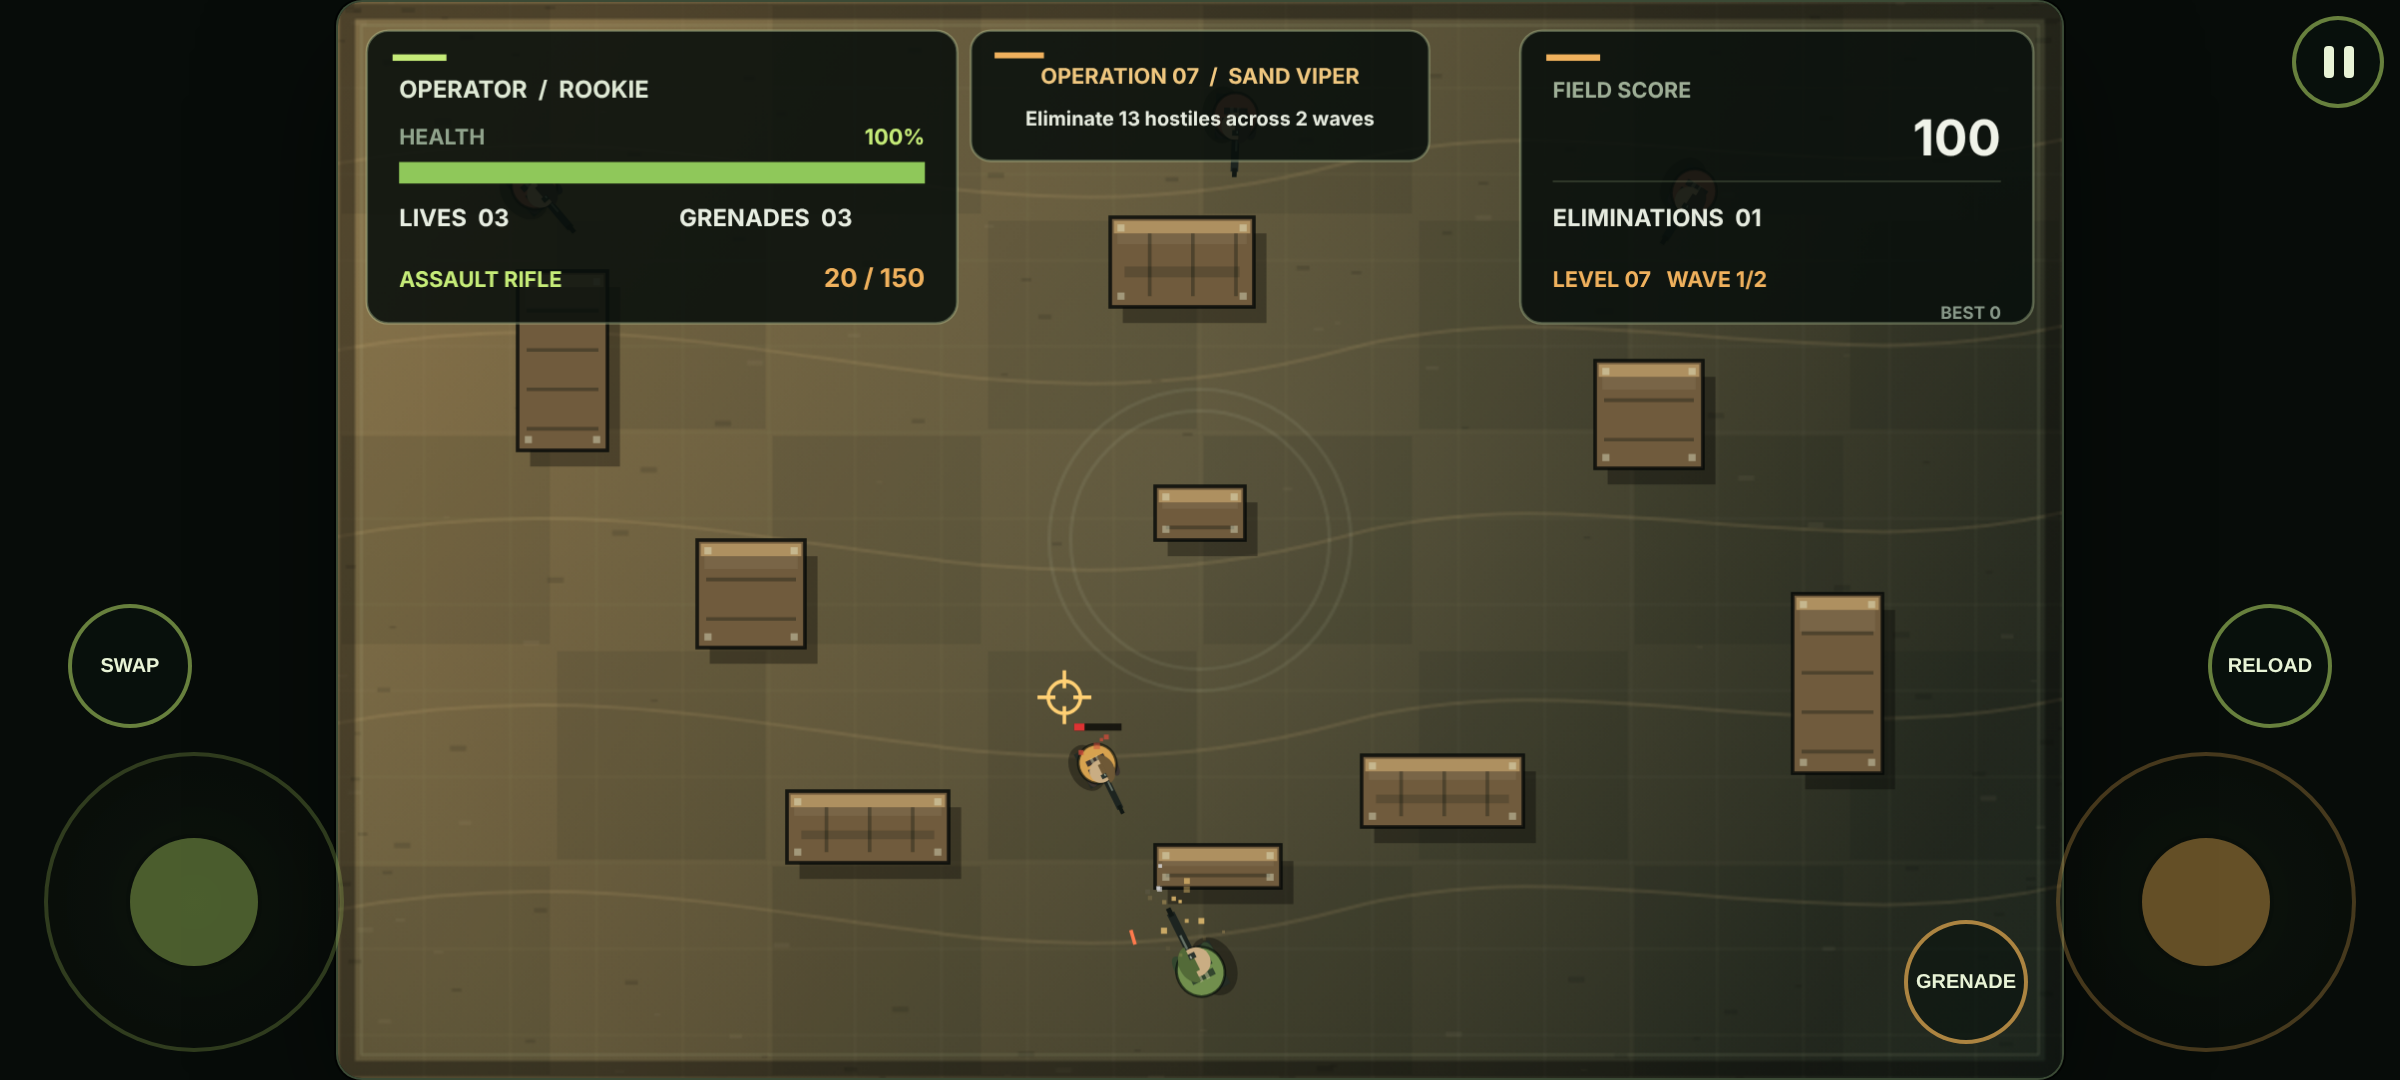 OPERATOR / ROOKIE
HEALTH 100%
LIVES 03 GRENADES 03
ASSAULT RIFLE 20 / 150
OPERATION 07 / SAND VIPER
Eliminate 13 hostiles across 2 waves
FIELD SCORE
100
ELIMINATIONS 01
LEVEL 07 WAVE 1/2
BEST 0
SWAP
RELOAD
GRENADE